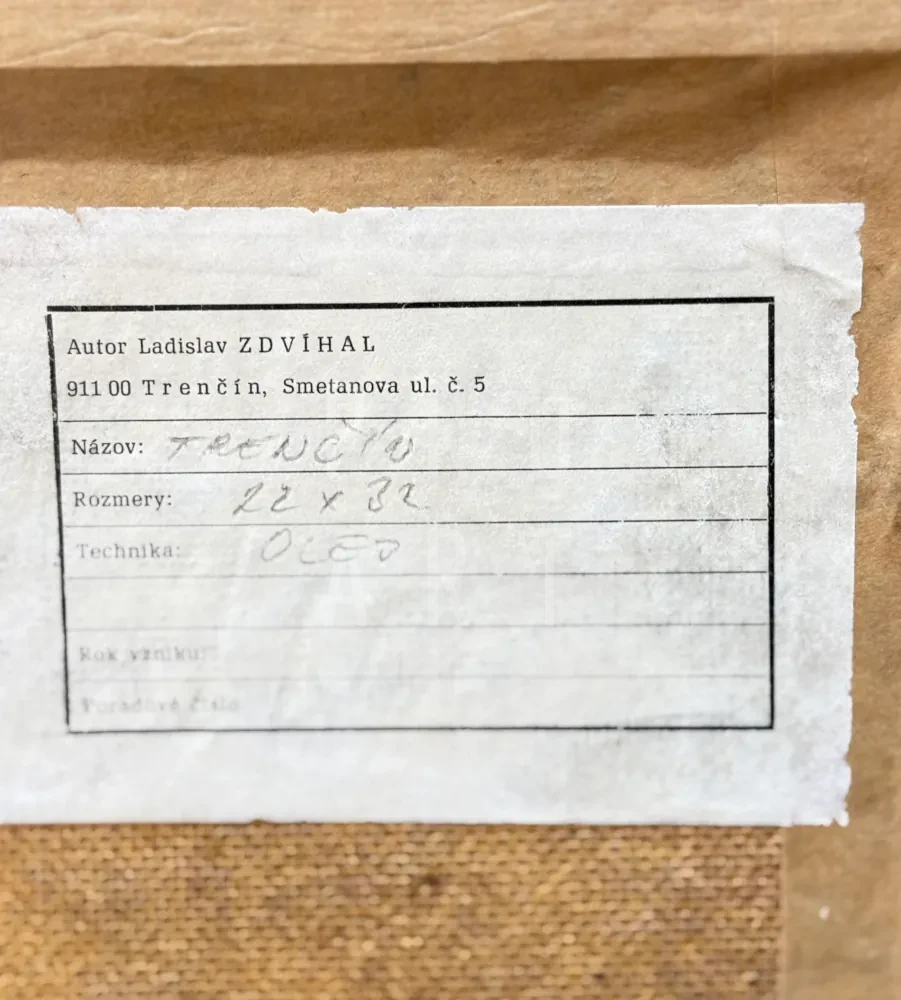 Autor Ladislav ZDVÍHAL
911 00 Trenčín, Smetanova ul. č. 5
Názov: TRENČÍN
Rozmery: 22 x 32
Technika: OLEJ
Rok vzniku:
Poradové číslo